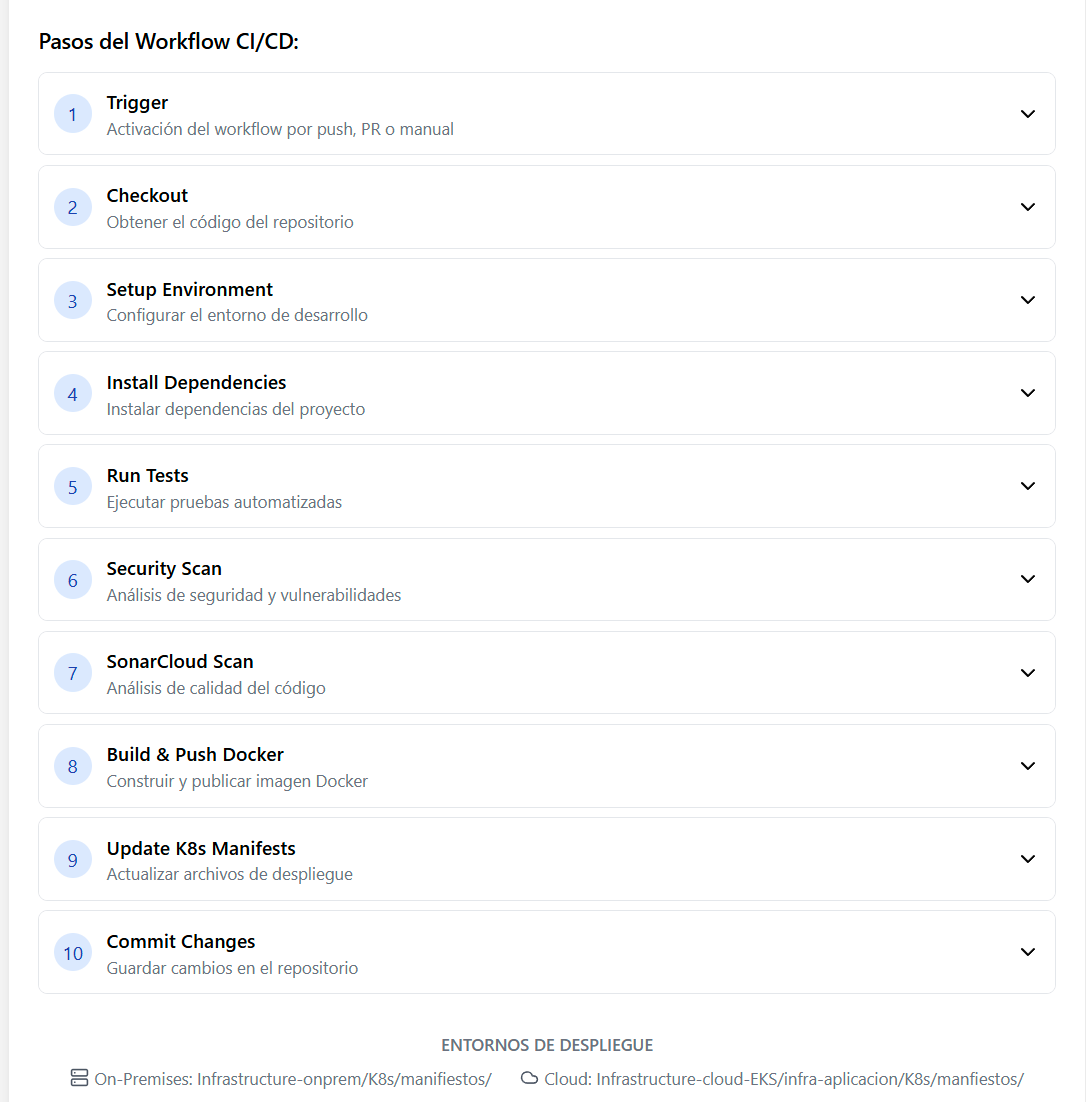 Pasos del Workflow CI/CD:
1
Trigger
Activación del workflow por push, PR o manual
2
Checkout
Obtener el código del repositorio
3
Setup Environment
Configurar el entorno de desarrollo
4
Install Dependencies
Instalar dependencias del proyecto
5
Run Tests
Ejecutar pruebas automatizadas
6
Security Scan
Análisis de seguridad y vulnerabilidades
7
SonarCloud Scan
Análisis de calidad del código
8
Build & Push Docker
Construir y publicar imagen Docker
9
Update K8s Manifests
Actualizar archivos de despliegue
10
Commit Changes
Guardar cambios en el repositorio
ENTORNOS DE DESPLIEGUE
On-Premises: Infrastructure-onprem/K8s/manifiestos/ Cloud: Infrastructure-cloud-EKS/infra-aplicacion/K8s/manfiestos/